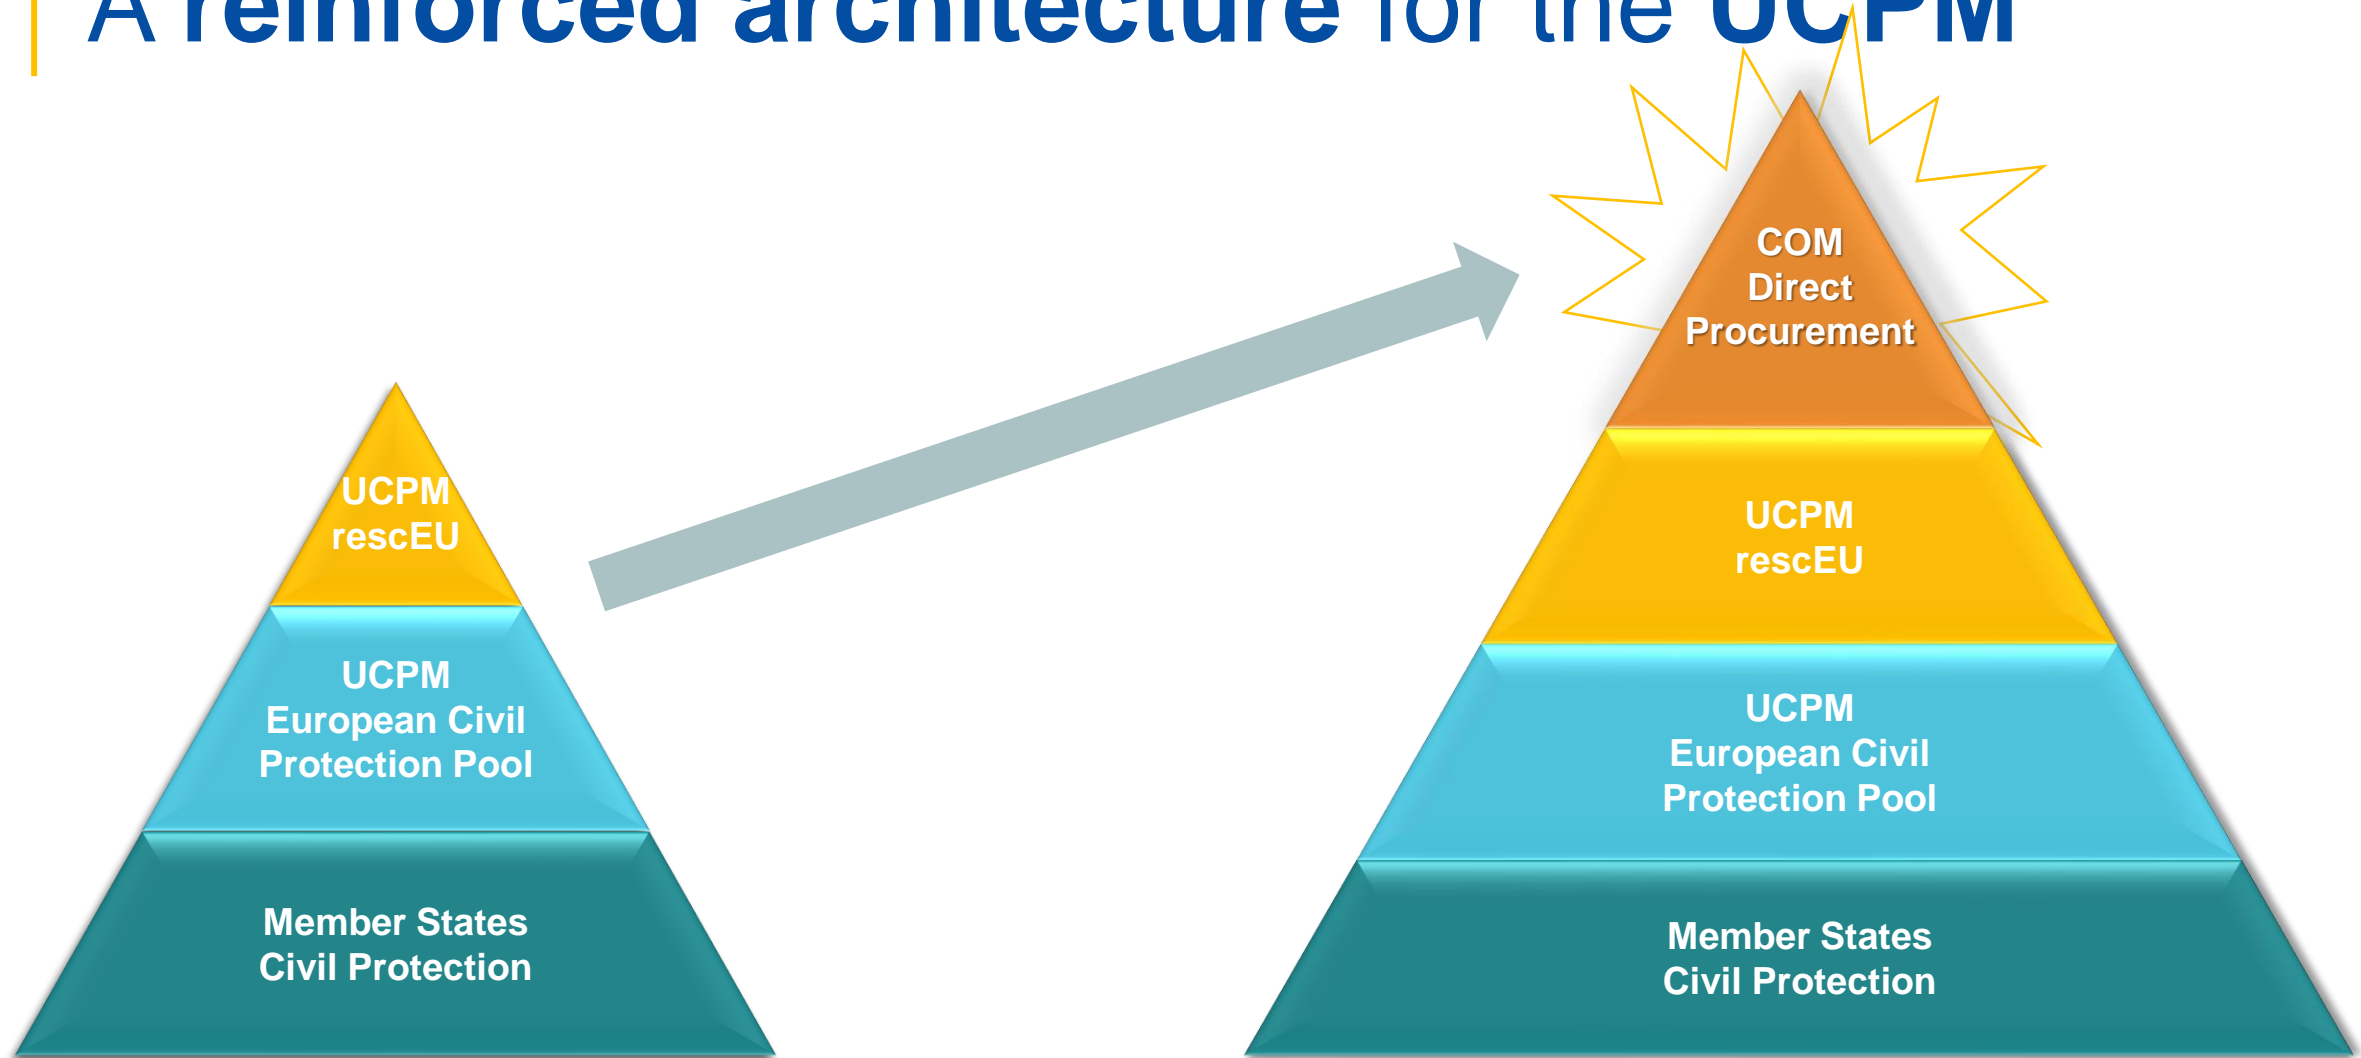 A reinforced architecture for the UCPM
UCPM
rescEU
UCPM
European Civil
Protection Pool
Member States
Civil Protection
COM
Direct
Procurement
UCPM
rescEU
UCPM
European Civil
Protection Pool
Member States
Civil Protection